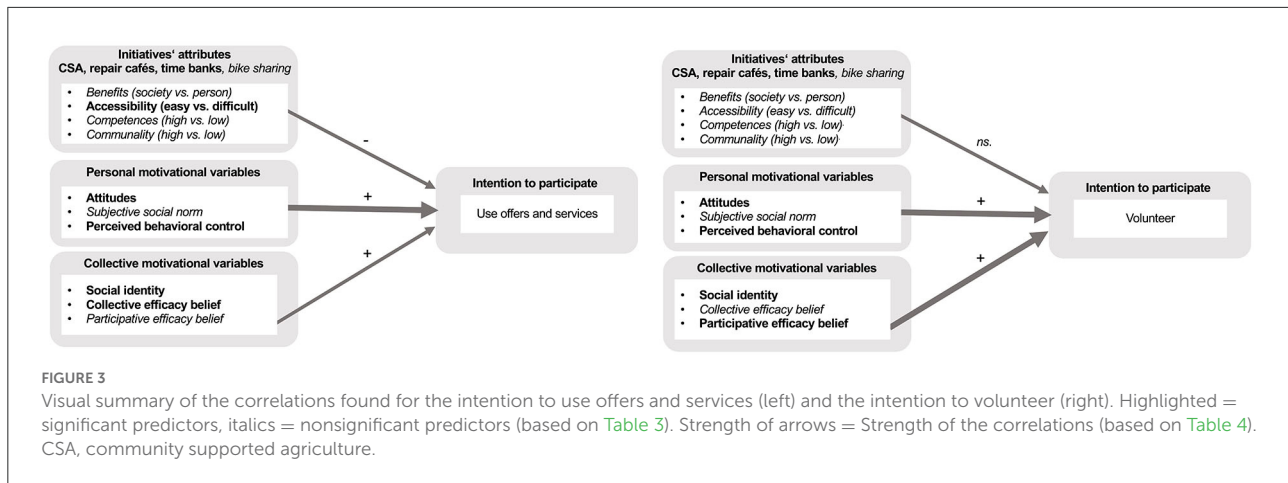 Initiatives‘ attributes
CSA, repair cafés, time banks, bike sharing
• Benefits (society vs. person)
• Accessibility (easy vs. difficult)
• Competences (high vs. low)
• Communality (high vs. low)
-
Personal motivational variables
• Attitudes
• Subjective social norm
• Perceived behavioral control
+
Collective motivational variables
• Social identity
• Collective efficacy belief
• Participative efficacy belief
+
Intention to participate
Use offers and services
Initiatives‘ attributes
CSA, repair cafés, time banks, bike sharing
• Benefits (society vs. person)
• Accessibility (easy vs. difficult)
• Competences (high vs. low)
• Communality (high vs. low)
ns.
Personal motivational variables
• Attitudes
• Subjective social norm
• Perceived behavioral control
+
Collective motivational variables
• Social identity
• Collective efficacy belief
• Participative efficacy belief
+
Intention to participate
Volunteer
FIGURE 3
Visual summary of the correlations found for the intention to use offers and services (left) and the intention to volunteer (right). Highlighted =
significant predictors, italics = nonsignificant predictors (based on Table 3). Strength of arrows = Strength of the correlations (based on Table 4).
CSA, community supported agriculture.